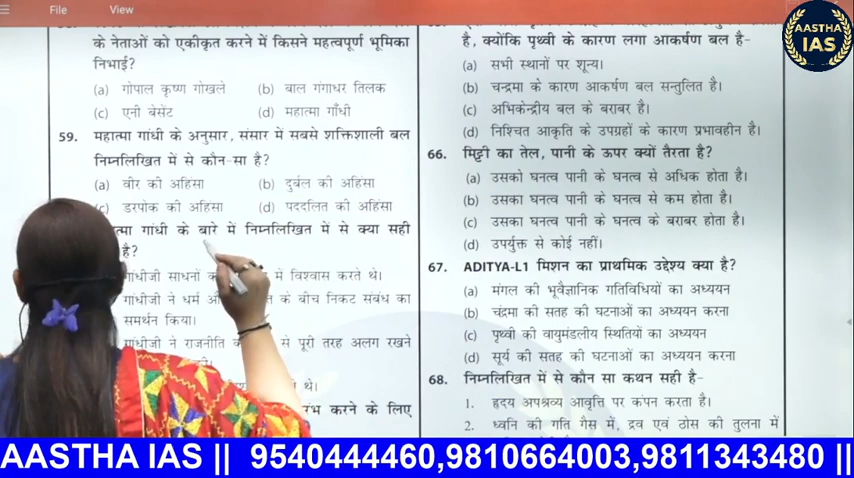 File View
AASTHA
IAS
के नेताओं को एकीकृत करने में किसने महत्वपूर्ण भूमिका
निभाई?
(a) गोपाल कृष्ण गोखले (b) बाल गंगाधर तिलक
(c) एनी बेसेंट (d) महात्मा गाँधी
59. महात्मा गांधी के अनुसार, संसार में सबसे शक्तिशाली बल
निम्नलिखित में से कौन-सा है?
(a) वीर की अहिंसा (b) दुर्बल की अहिंसा
(c) डरपोक की अहिंसा (d) पददलित की अहिंसा
गांधी के बारे में निम्नलिखित में से क्या सही
है?
गांधीजी साधनों में विश्वास करते थे।
गांधीजी ने धर्म के बीच निकट संबंध का
समर्थन किया।
गांधीजी ने राजनीति से पूरी तरह अलग रखने
थे।
करने के लिए
है, क्योंकि पृथ्वी के कारण लगा आकर्षण बल है-
(a) सभी स्थानों पर शून्य।
(b) चन्द्रमा के कारण आकर्षण बल सन्तुलित है।
(c) अभिकेन्द्रीय बल के बराबर है।
(d) निश्चित आकृति के उपग्रहों के कारण प्रभावहीन है।
66. मिट्टी का तेल, पानी के ऊपर क्यों तैरता है?
(a) उसको घनत्व पानी के घनत्व से अधिक होता है।
(b) उसका घनत्व पानी के घनत्व से कम होता है।
(c) उसका घनत्व पानी के घनत्व के बराबर होता है।
(d) उपर्युक्त से कोई नहीं।
67. ADITYA-L1 मिशन का प्राथमिक उद्देश्य क्या है?
(a) मंगल की भूवैज्ञानिक गतिविधियों का अध्ययन
(b) चंद्रमा की सतह की घटनाओं का अध्ययन करना
(c) पृथ्वी की वायुमंडलीय स्थितियों का अध्ययन
(d) सूर्य की सतह की घटनाओं का अध्ययन करना
68. निम्नलिखित में से कौन सा कथन सही है-
1. हृदय अपश्रव्य आवृत्ति पर कंपन करता है।
2. ध्वनि की गति गैस में, द्रव एवं ठोस की तुलना में
AASTHA IAS || 9540444460,9810664003,9811343480 ||